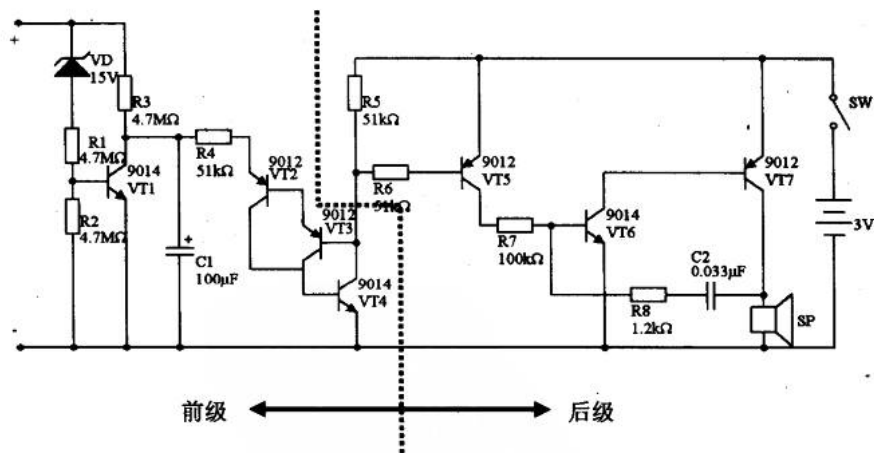 +
VD
15V
R3
4.7MΩ
R1
4.7MΩ
R2
4.7MΩ
9014
VT1
R4
51kΩ
+
C1
100μF
9012
VT2
9012
VT3
9014
VT4
R5
51kΩ
R6
51kΩ
9012
VT5
R7
100kΩ
9014
VT6
9012
VT7
R8
1.2kΩ
C2
0.033μF
SP
SW
3V
前级
后级